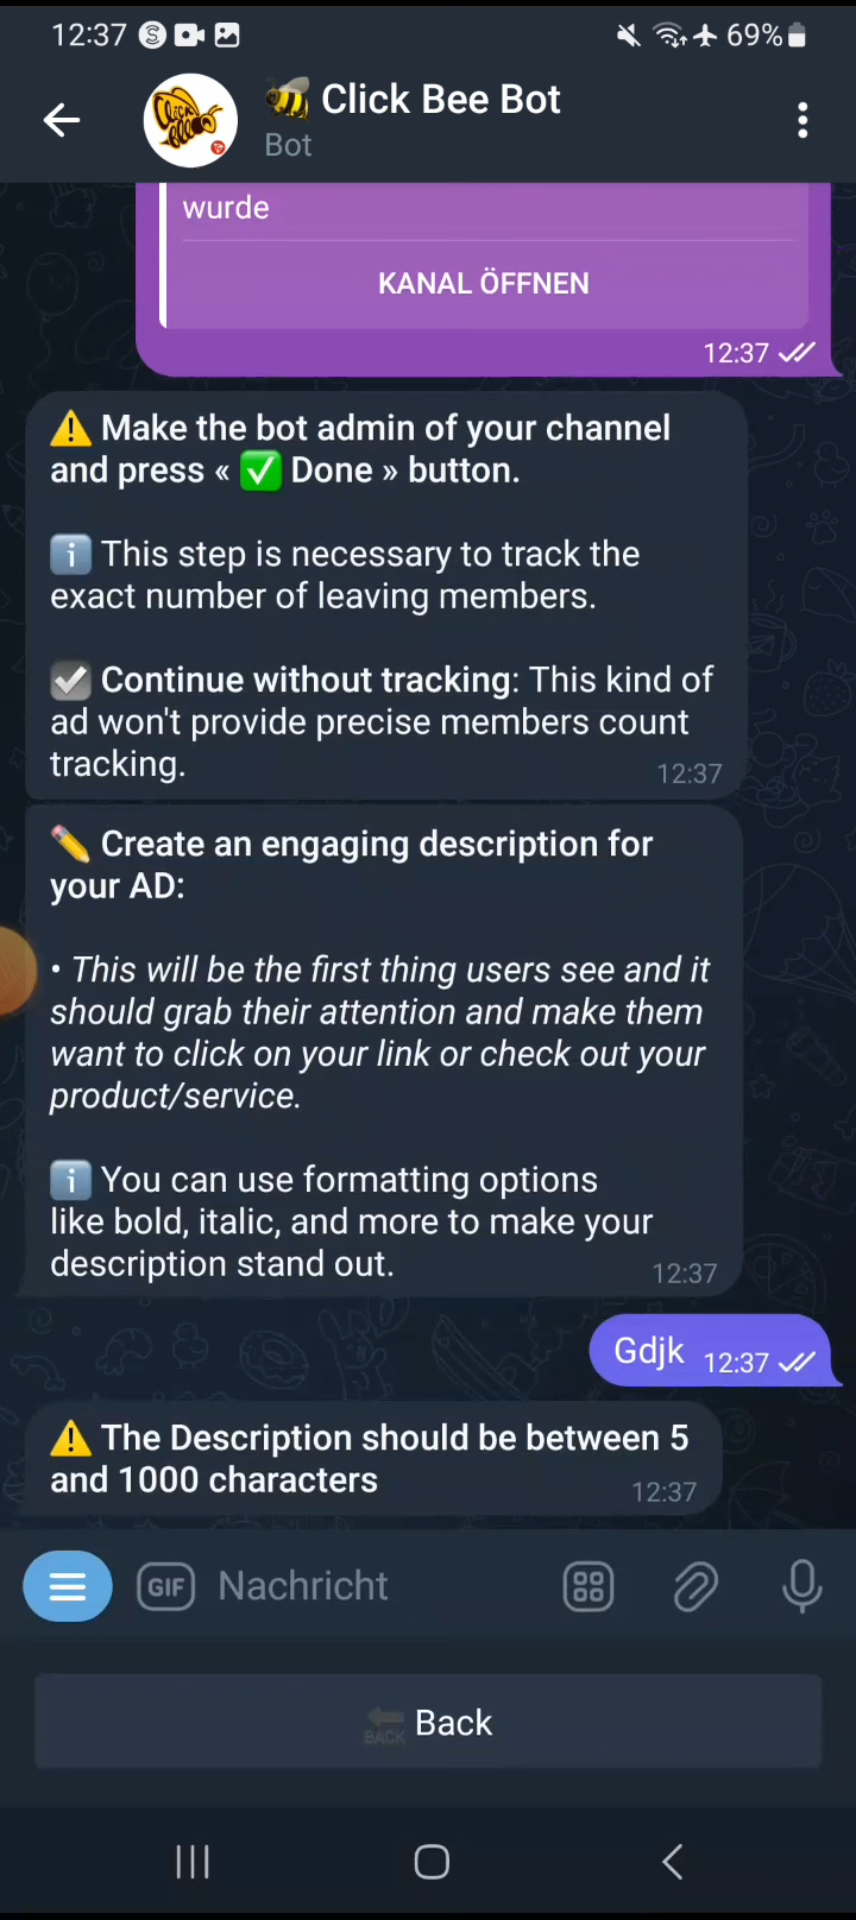 12:37 69%
Click Bee Bot
Bot
wurde
KANAL ÖFFNEN
12:37
Make the bot admin of your channel
and press « ✅ Done » button.
ℹ️ This step is necessary to track the
exact number of leaving members.
Continue without tracking: This kind of
ad won't provide precise members count
tracking. 12:37
Create an engaging description for
your AD:
• This will be the first thing users see and it
should grab their attention and make them
want to click on your link or check out your
product/service.
ℹ️ You can use formatting options
like bold, italic, and more to make your
description stand out. 12:37
Gdjk 12:37
The Description should be between 5
and 1000 characters 12:37
GIF Nachricht
BACK Back